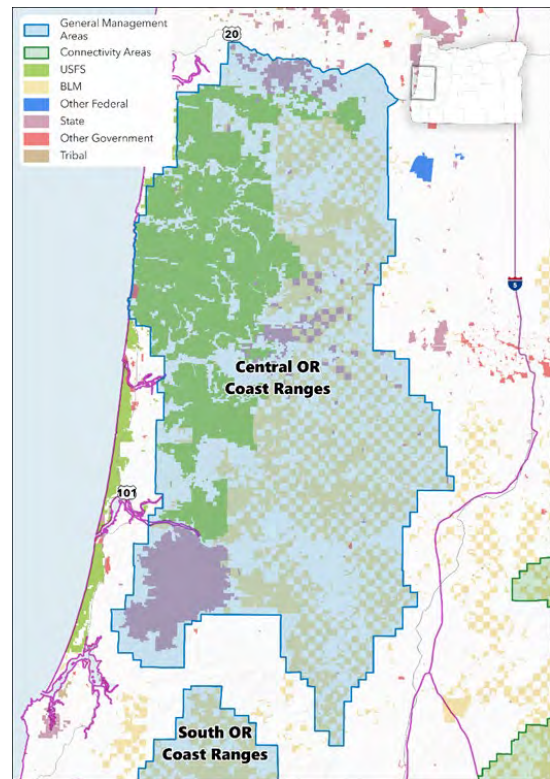 General Management
Areas
Connectivity Areas
USFS
BLM
Other Federal
State
Other Government
Tribal
20
5
Central OR
Coast Ranges
101
South OR
Coast Ranges